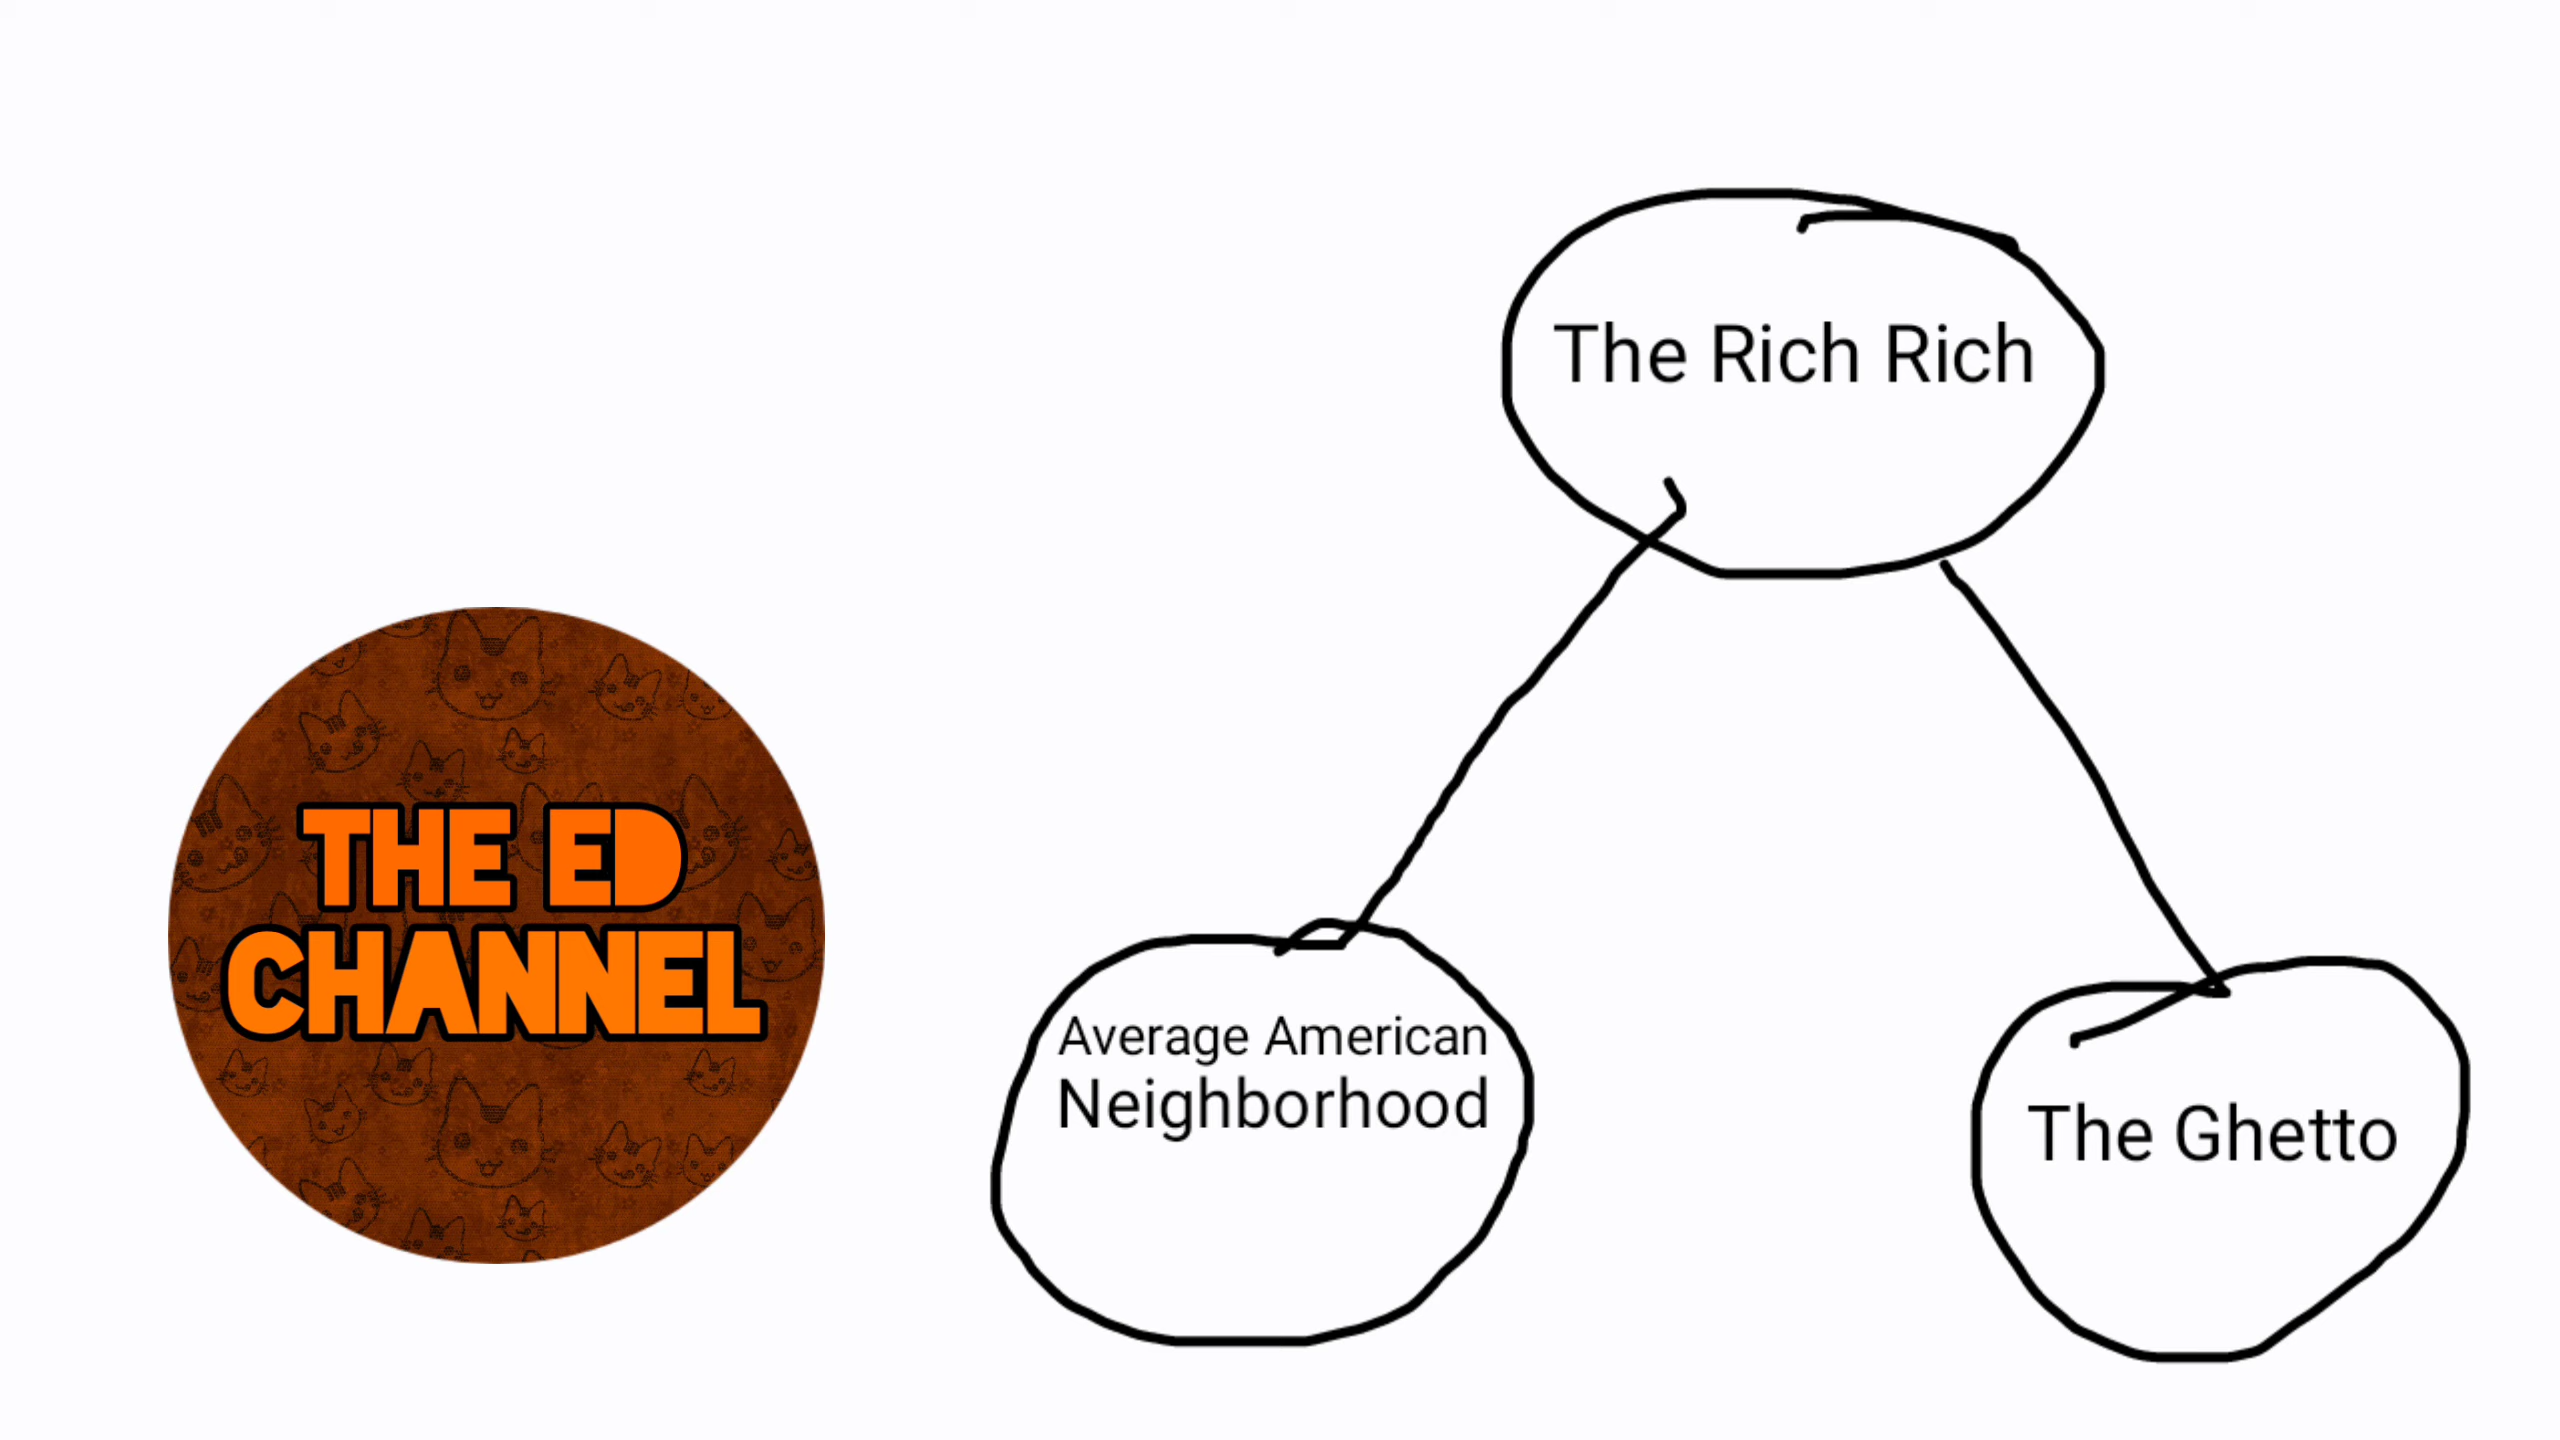 The Rich Rich
THE ED
CHANNEL
Average American
Neighborhood
The Ghetto